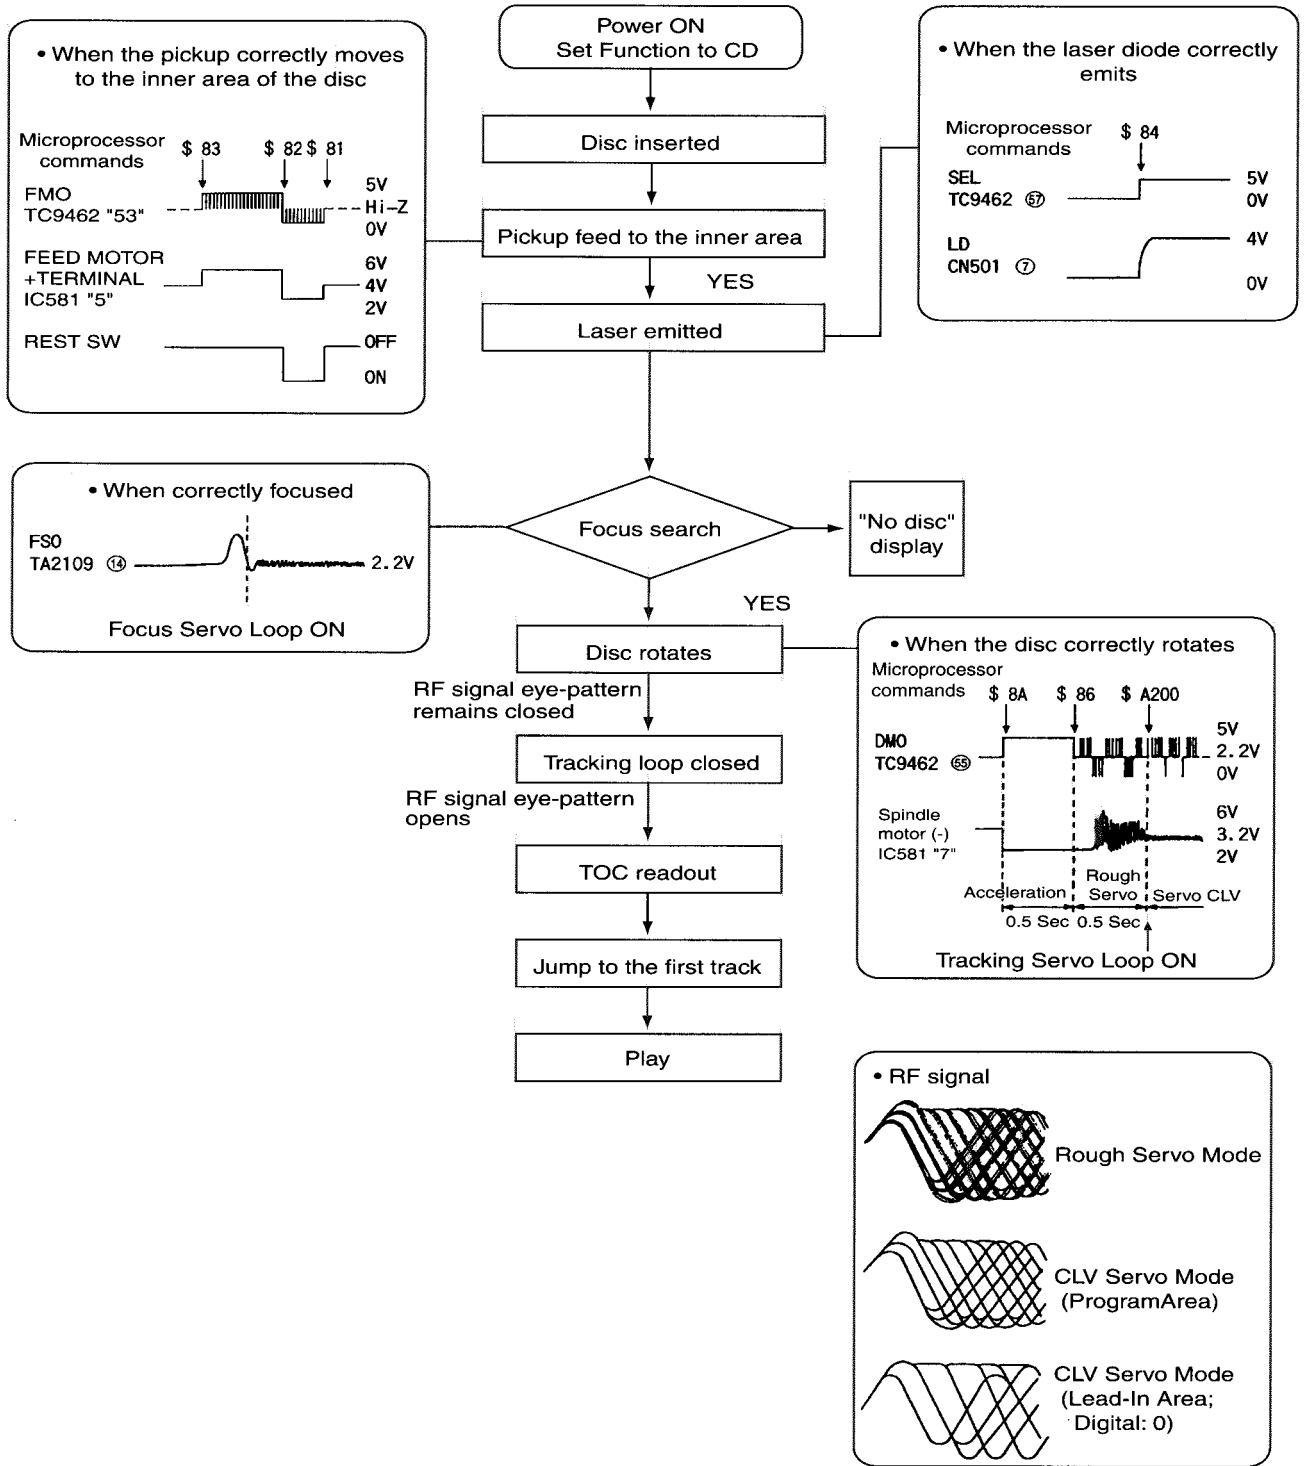 Power ON
Set Function to CD
Disc inserted
Pickup feed to the inner area
YES
Laser emitted
Focus search
"No disc"
display
YES
Disc rotates
RF signal eye-pattern
remains closed
Tracking loop closed
RF signal eye-pattern
opens
TOC readout
Jump to the first track
Play
• When the pickup correctly moves
to the inner area of the disc
Microprocessor
commands
$ 83
$ 82
$ 81
FMO
TC9462 "53"
5V
Hi-Z
0V
FEED MOTOR
+TERMINAL
IC581 "5"
6V
4V
2V
REST SW
OFF
ON
• When the laser diode correctly
emits
Microprocessor
commands
$ 84
SEL
TC9462 57
5V
0V
LD
CN501 7
4V
0V
• When correctly focused
FSO
TA2109 14
2.2V
Focus Servo Loop ON
• When the disc correctly rotates
Microprocessor
commands
$ 8A
$ 86
$ A200
DMO
TC9462 55
5V
2.2V
0V
Spindle
motor (-)
IC581 "7"
6V
3.2V
2V
Acceleration
Rough
Servo
Servo CLV
0.5 Sec
0.5 Sec
Tracking Servo Loop ON
• RF signal
Rough Servo Mode
CLV Servo Mode
(ProgramArea)
CLV Servo Mode
(Lead-In Area;
Digital: 0)